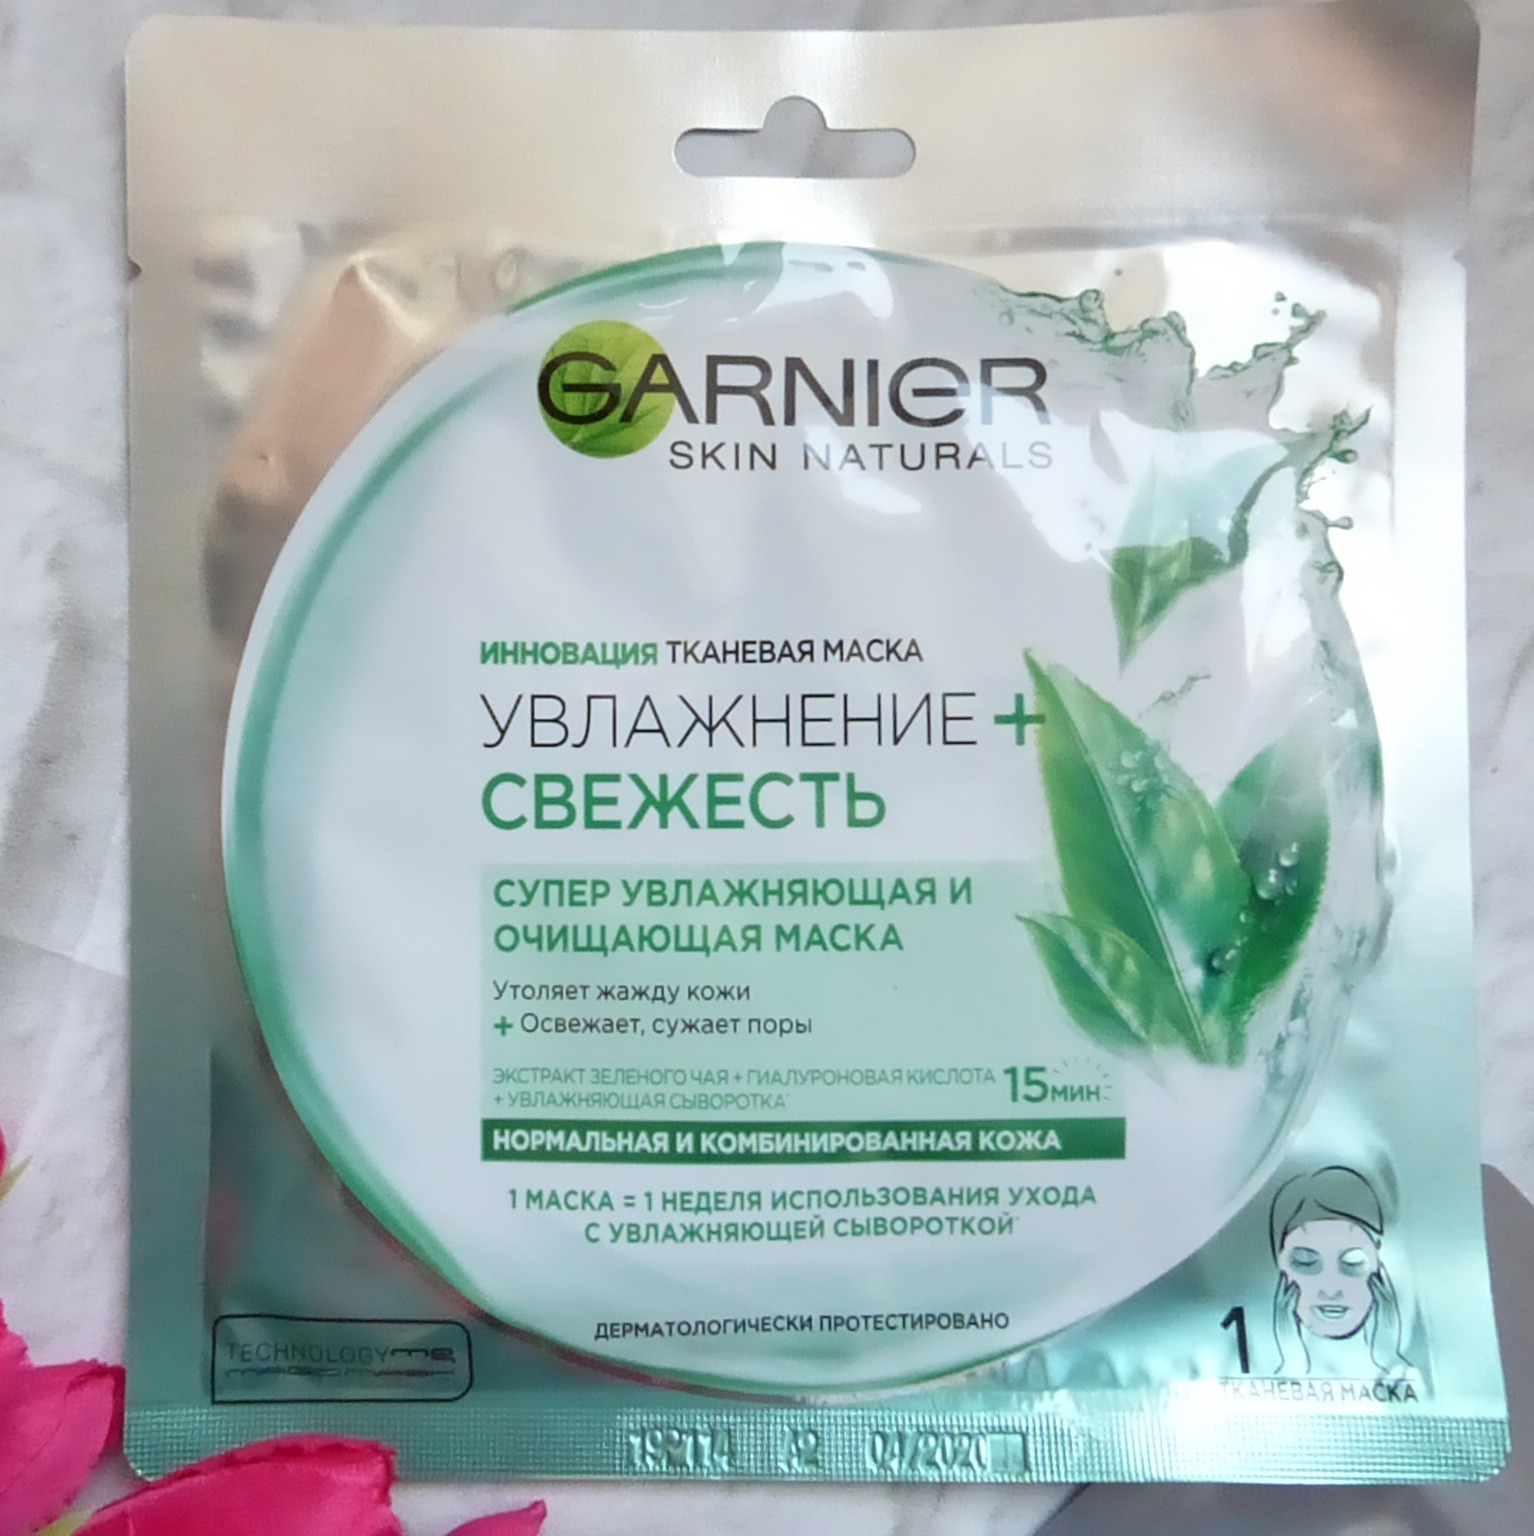 GARNIER
SKIN NATURALS
ИННОВАЦИЯ ТКАНЕВАЯ МАСКА
УВЛАЖНЕНИЕ +
СВЕЖЕСТЬ
СУПЕР УВЛАЖНЯЮЩАЯ И
ОЧИЩАЮЩАЯ МАСКА
Утоляет жажду кожи
+ Освежает, сужает поры
ЭКСТРАКТ ЗЕЛЕНОГО ЧАЯ + ГИАЛУРОНОВАЯ КИСЛОТА
+ УВЛАЖНЯЮЩАЯ СЫВОРОТКА*
15 мин.
НОРМАЛЬНАЯ И КОМБИНИРОВАННАЯ КОЖА
1 МАСКА = 1 НЕДЕЛЯ ИСПОЛЬЗОВАНИЯ УХОДА
С УВЛАЖНЯЮЩЕЙ СЫВОРОТКОЙ*
ДЕРМАТОЛОГИЧЕСКИ ПРОТЕСТИРОВАНО
1
ТКАНЕВАЯ МАСКА
TECHNOLOGY
04/2020